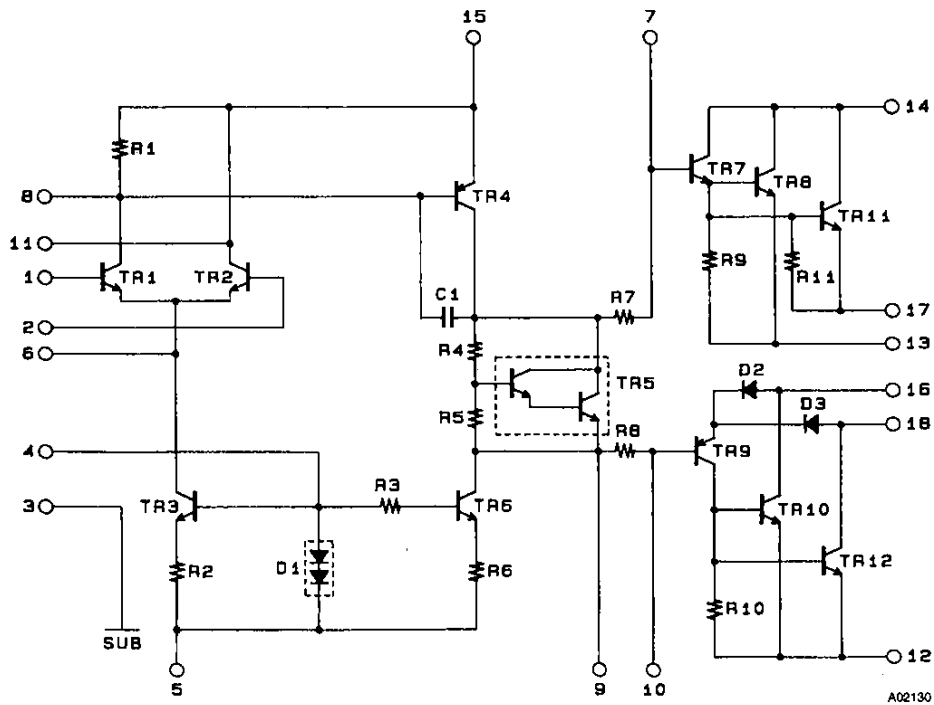 15
7
14
R1
8
TR4
TR7
TR8
TR11
11
1
TR1
TR2
R9
R11
C1
R7
17
2
6
R4
13
TR5
D2
16
R5
D3
18
R8
4
TR9
R3
3
TR3
TR6
TR10
R2
D1
R6
TR12
R10
SUB
12
5
9
10
A02130